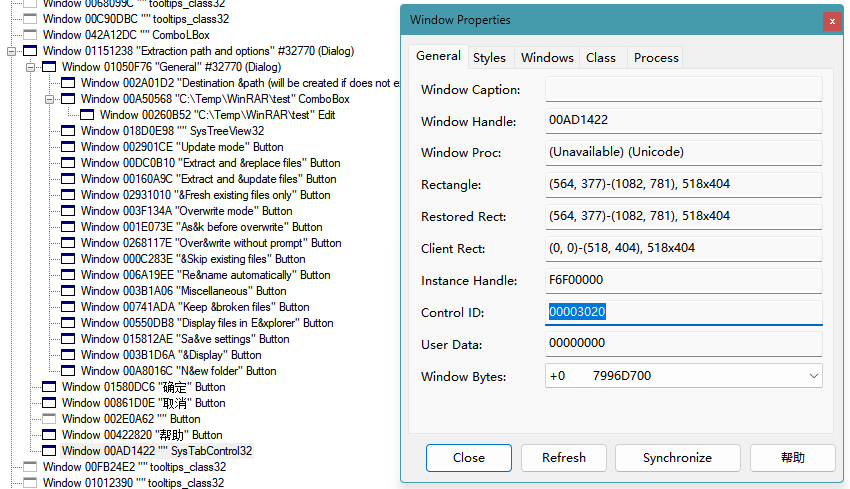 Window 0068099C "" tooltips_class32
Window 00C90DBC "" tooltips_class32
Window 042A12DC "" ComboLBox
Window 01151238 "Extraction path and options" #32770 (Dialog)
Window 01050F76 "General" #32770 (Dialog)
Window 002A01D2 "Destination &path (will be created if does not e
Window 00A50568 "C:\Temp\WinRAR\test" ComboBox
Window 00260B52 "C:\Temp\WinRAR\test" Edit
Window 018D0E98 "" SysTreeView32
Window 002901CE "Update mode" Button
Window 00DC0B10 "Extract and &replace files" Button
Window 00160A9C "Extract and &update files" Button
Window 02931010 "&Fresh existing files only" Button
Window 003F134A "Overwrite mode" Button
Window 001E073E "As&k before overwrite" Button
Window 0268117E "Over&write without prompt" Button
Window 000C283E "&Skip existing files" Button
Window 006A19EE "Re&name automatically" Button
Window 003B1A06 "Miscellaneous" Button
Window 00741ADA "Keep &broken files" Button
Window 00550DB8 "Display files in E&xplorer" Button
Window 015812AE "Sa&ve settings" Button
Window 003B1D6A "&Display" Button
Window 00A8016C "N&ew folder" Button
Window 01580DC6 "确定" Button
Window 00861D0E "取消" Button
Window 002E0A62 "" Button
Window 00422820 "帮助" Button
Window 00AD1422 "" SysTabControl32
Window 00FB24E2 "" tooltips_class32
Window 01012390 "" tooltips_class32
Window Properties
x
General Styles Windows Class Process
Window Caption:
Window Handle: 00AD1422
Window Proc: (Unavailable) (Unicode)
Rectangle: (564, 377)-(1082, 781), 518x404
Restored Rect: (564, 377)-(1082, 781), 518x404
Client Rect: (0, 0)-(518, 404), 518x404
Instance Handle: F6F00000
Control ID: 00003020
User Data: 00000000
Window Bytes: +0 7996D700
Close Refresh Synchronize 帮助